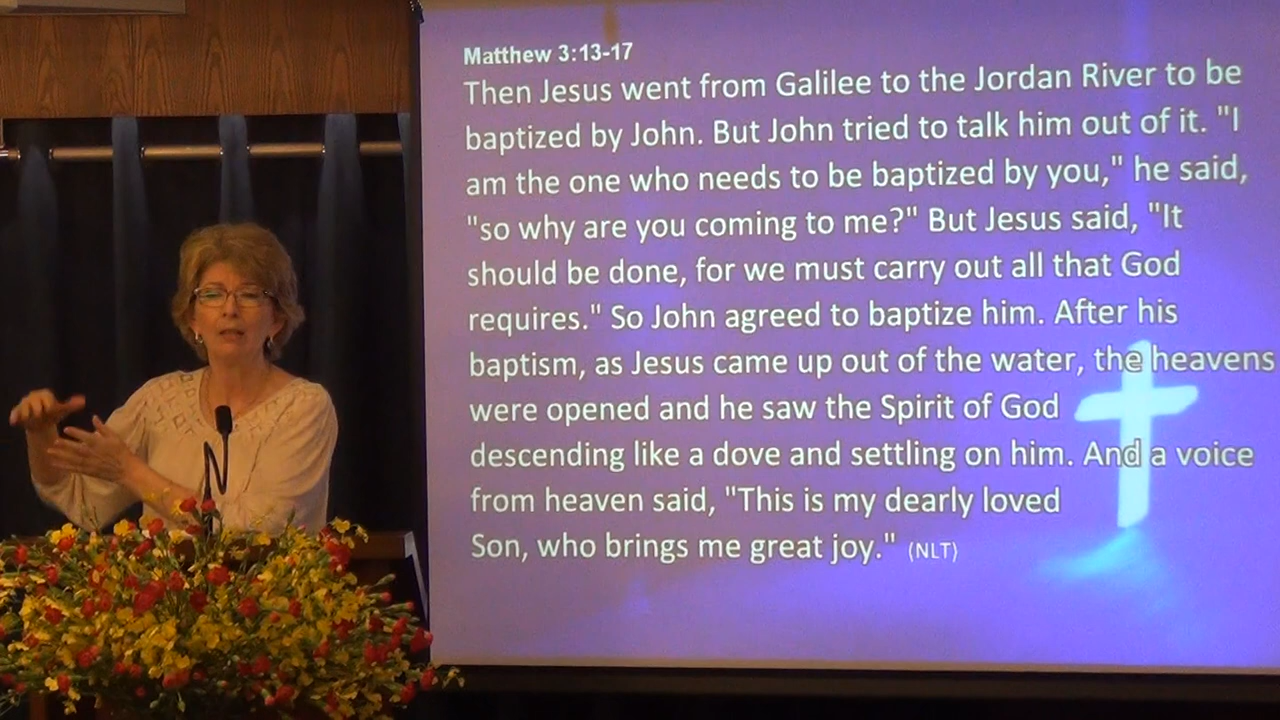 Matthew 3:13-17
Then Jesus went from Galilee to the Jordan River to be
baptized by John. But John tried to talk him out of it. "I
am the one who needs to be baptized by you," he said,
"so why are you coming to me?" But Jesus said, "It
should be done, for we must carry out all that God
requires." So John agreed to baptize him. After his
baptism, as Jesus came up out of the water, the heavens
were opened and he saw the Spirit of God
descending like a dove and settling on him. And a voice
from heaven said, "This is my dearly loved
Son, who brings me great joy." (NLT)